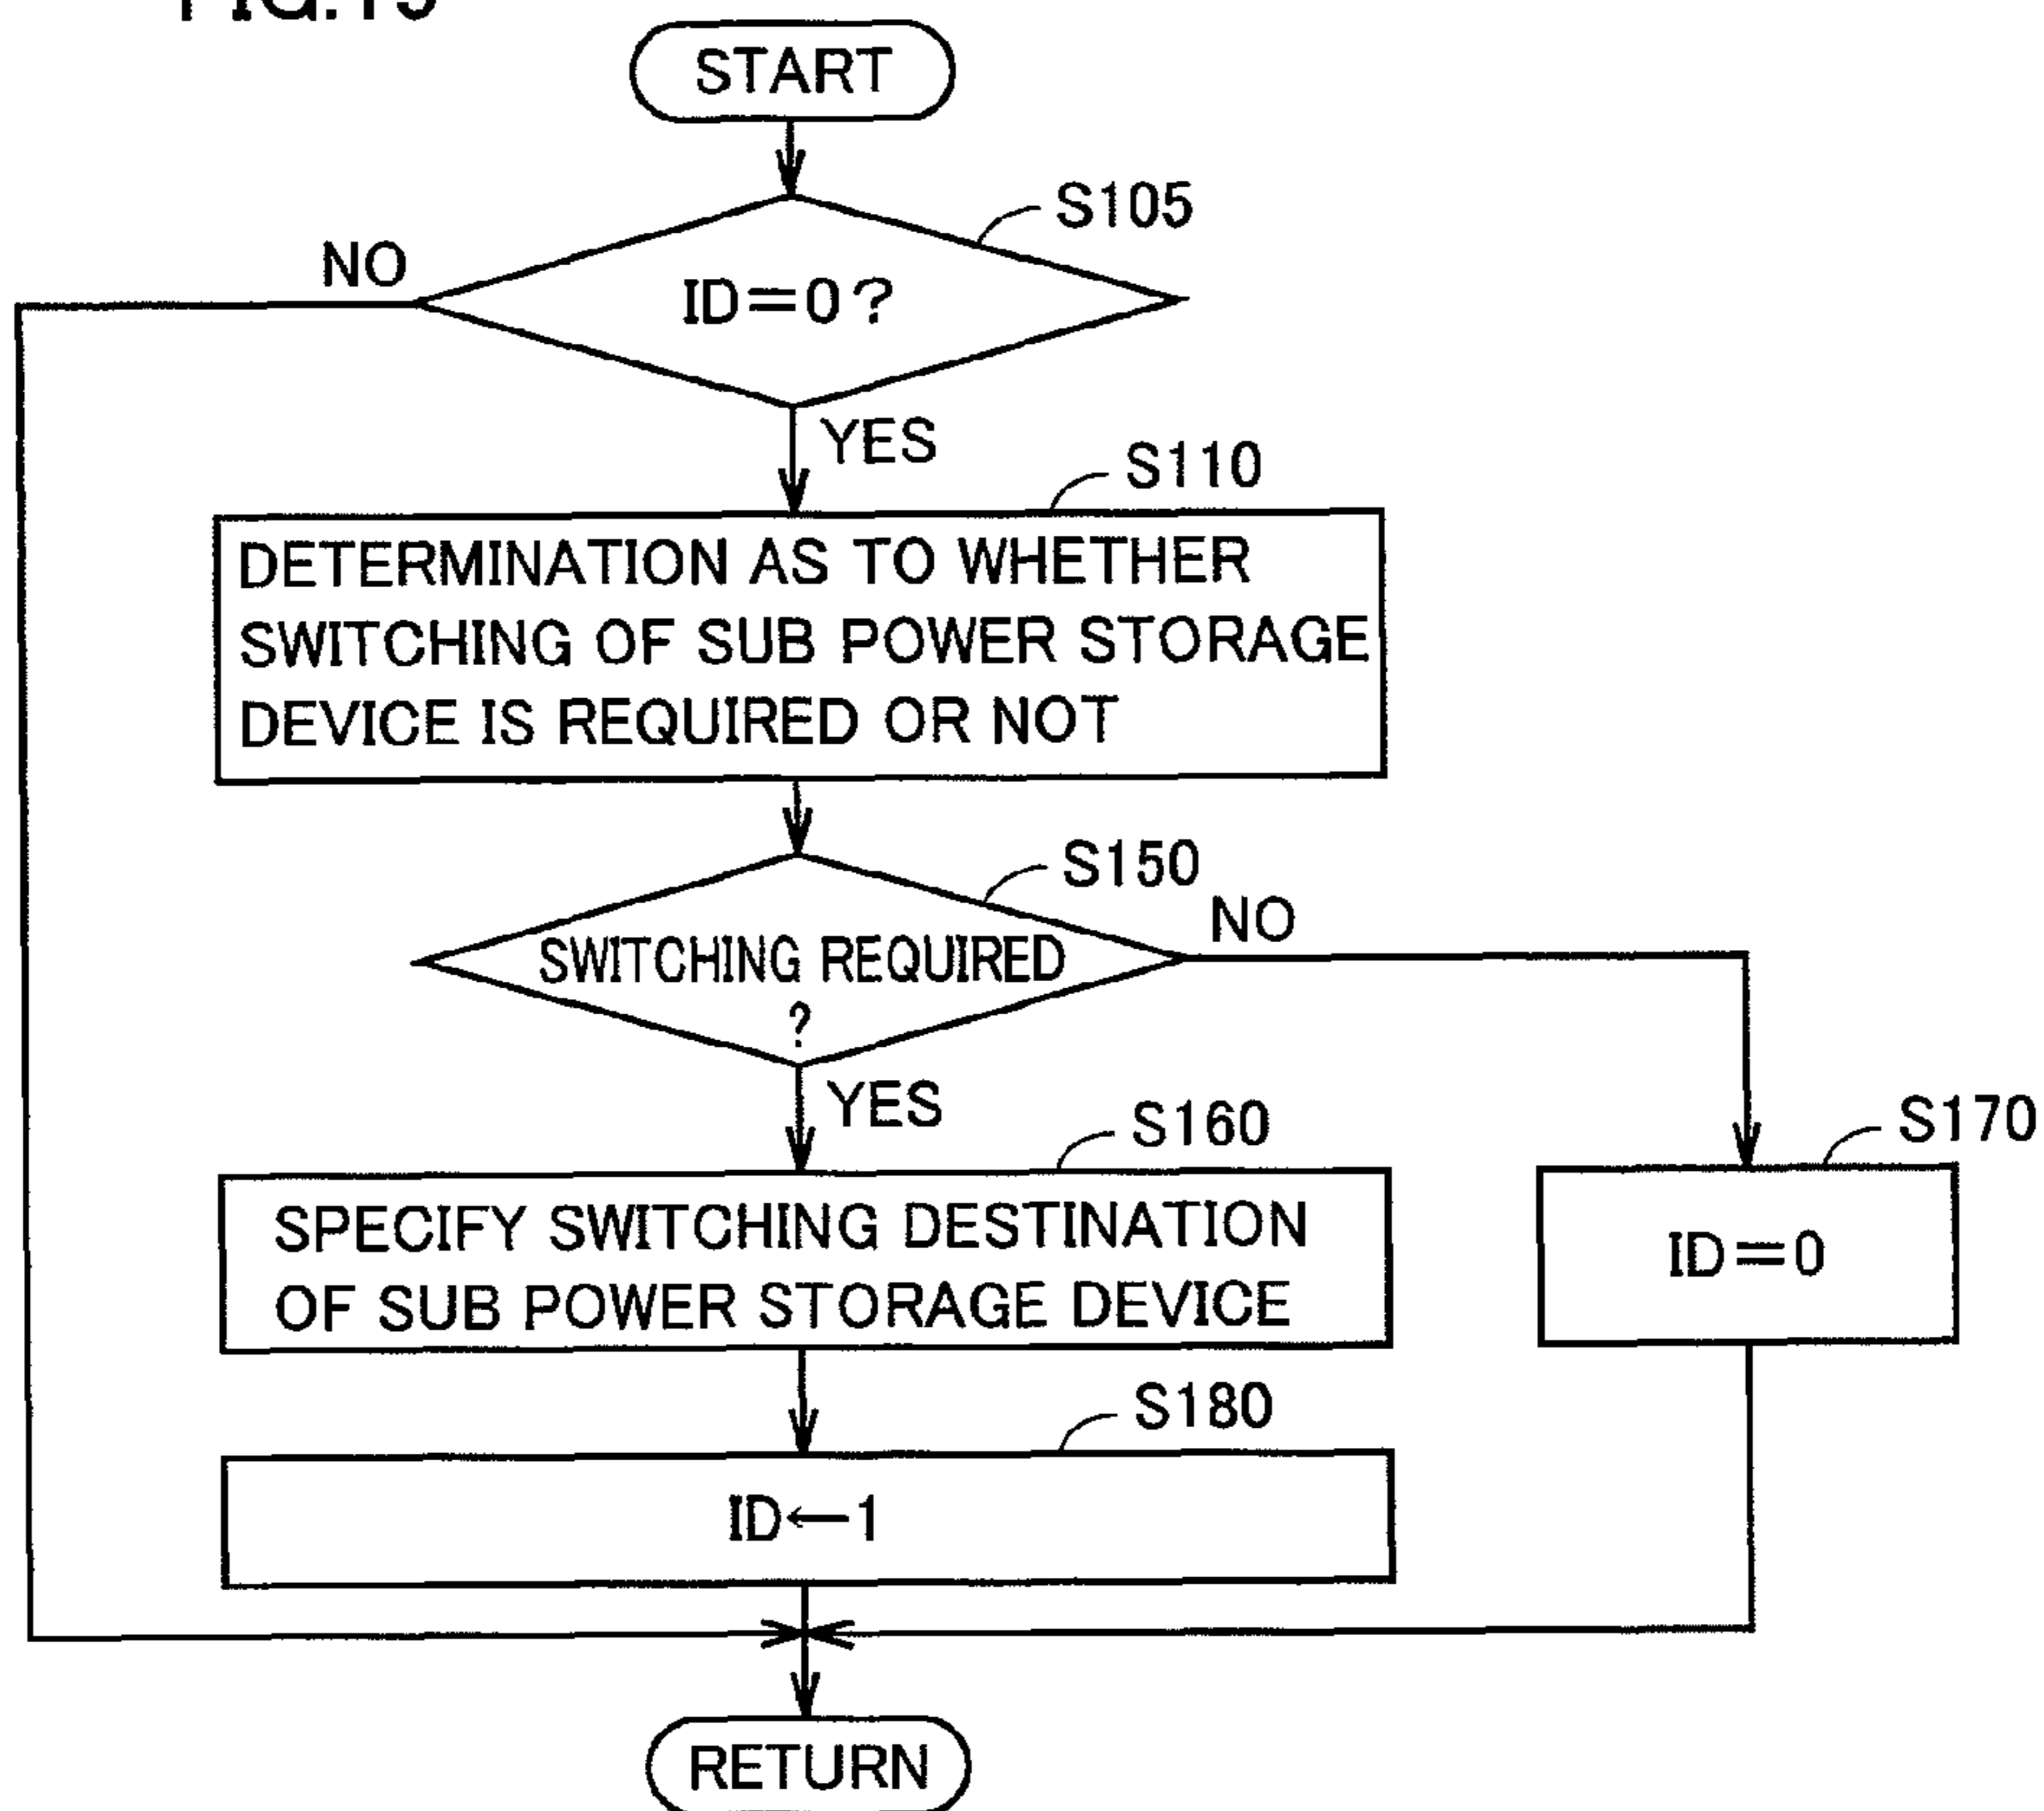 START
S105
NO
ID=0?
YES
S110
DETERMINATION AS TO WHETHER
SWITCHING OF SUB POWER STORAGE
DEVICE IS REQUIRED OR NOT
S150
NO
SWITCHING REQUIRED
?
YES
S160
S170
SPECIFY SWITCHING DESTINATION
OF SUB POWER STORAGE DEVICE
ID=0
S180
ID←1
RETURN